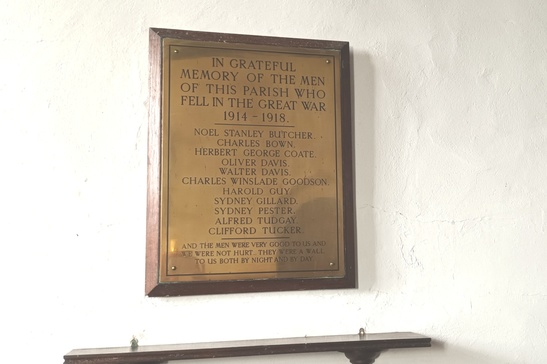 IN GRATEFUL
MEMORY OF THE MEN
OF THIS PARISH WHO
FELL IN THE GREAT WAR
1914 - 1918.
NOEL STANLEY BUTCHER.
CHARLES BOWN.
HERBERT GEORGE COATE.
OLIVER DAVIS.
WALTER DAVIS.
CHARLES WINSLADE GOODSON.
HAROLD GUY.
SYDNEY GILLARD.
SYDNEY PESTER.
ALFRED TUDGAY.
CLIFFORD TUCKER.
AND THE MEN WERE VERY GOOD TO US AND
WE WERE NOT HURT. THEY WERE A WALL
TO US BOTH BY NIGHT AND BY DAY.